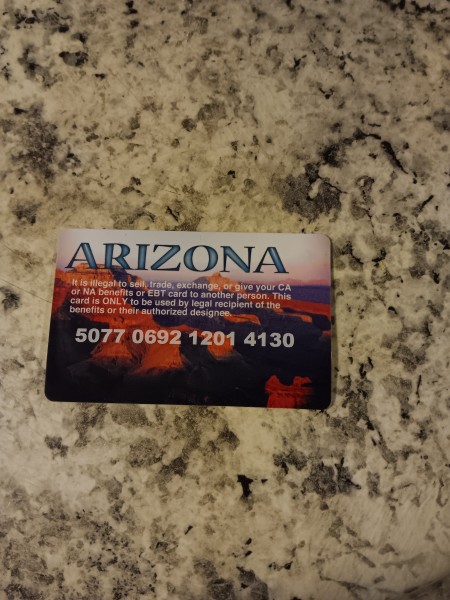 ARIZONA
It is illegal to sell, trade, exchange, or give your CA
or NA benefits or EBT card to another person. This
card is ONLY to be used by legal recipient of the
benefits or their authorized designee.
5077 0692 1201 4130